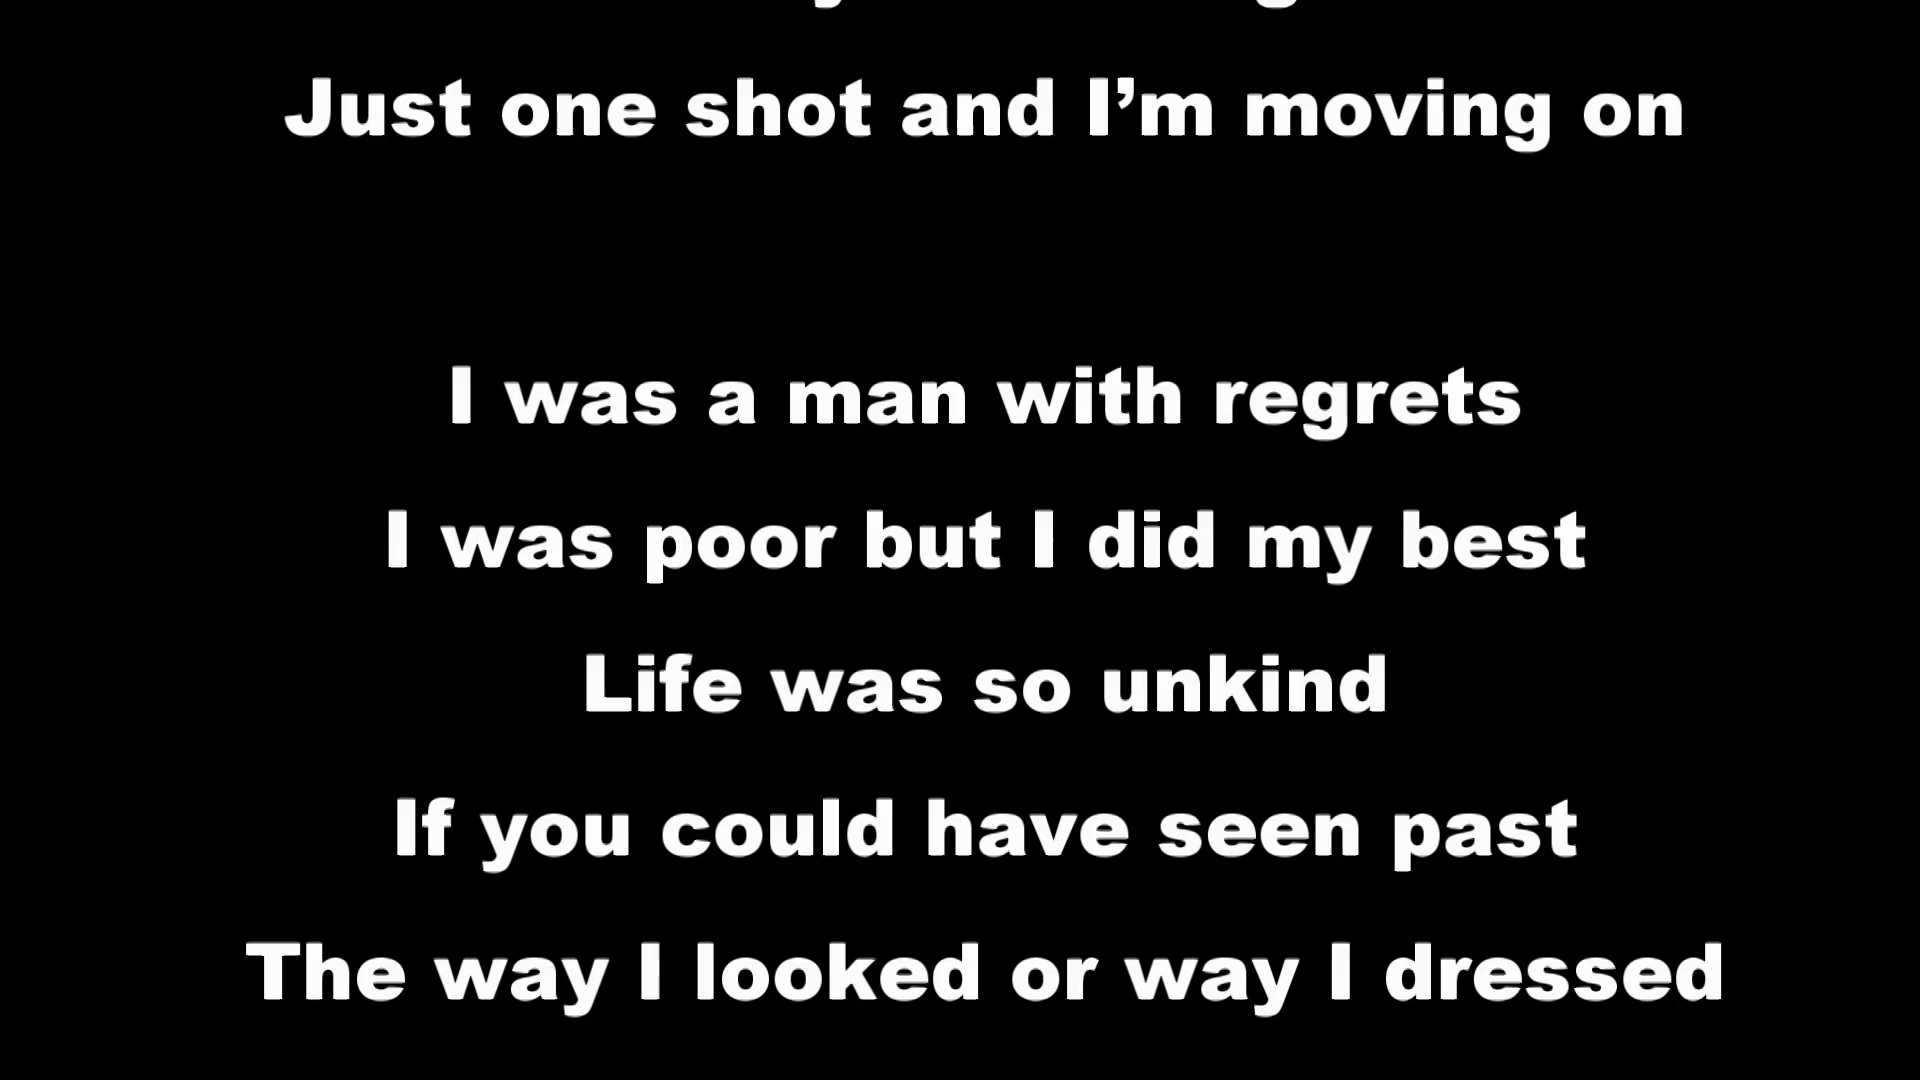 Just one shot and I’m moving on
I was a man with regrets
I was poor but I did my best
Life was so unkind
If you could have seen past
The way I looked or way I dressed